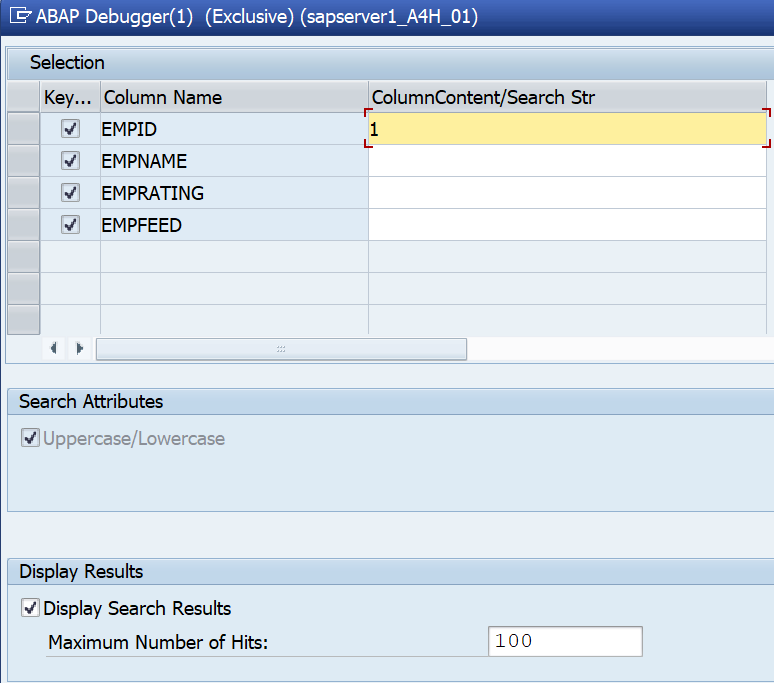 ABAP Debugger(1) (Exclusive) (sapserver1_A4H_01)
Selection
Key... Column Name ColumnContent/Search Str
EMPID 1
EMPNAME
EMPRATING
EMPFEED
Search Attributes
Uppercase/Lowercase
Display Results
Display Search Results
Maximum Number of Hits: 100